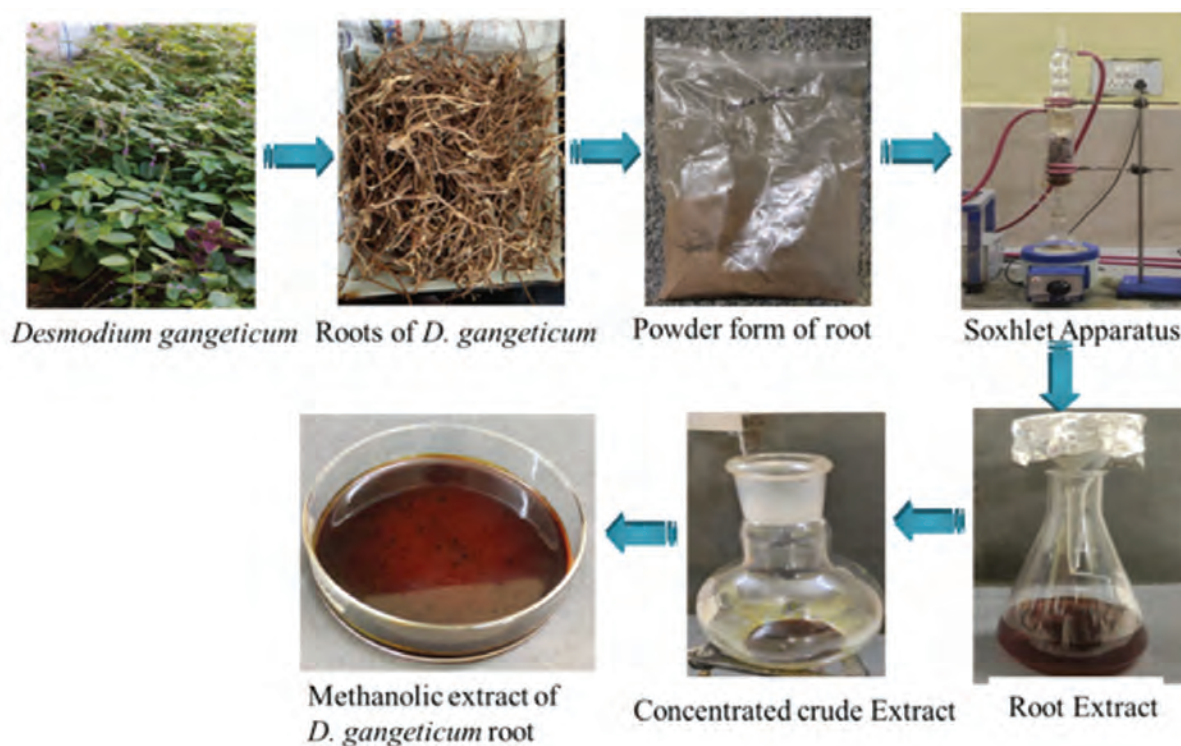 Desmodium gangeticum
Roots of D. gangeticum
Powder form of root
Soxhlet Apparatus
Methanolic extract of
D. gangeticum root
Concentrated crude Extract
Root Extract